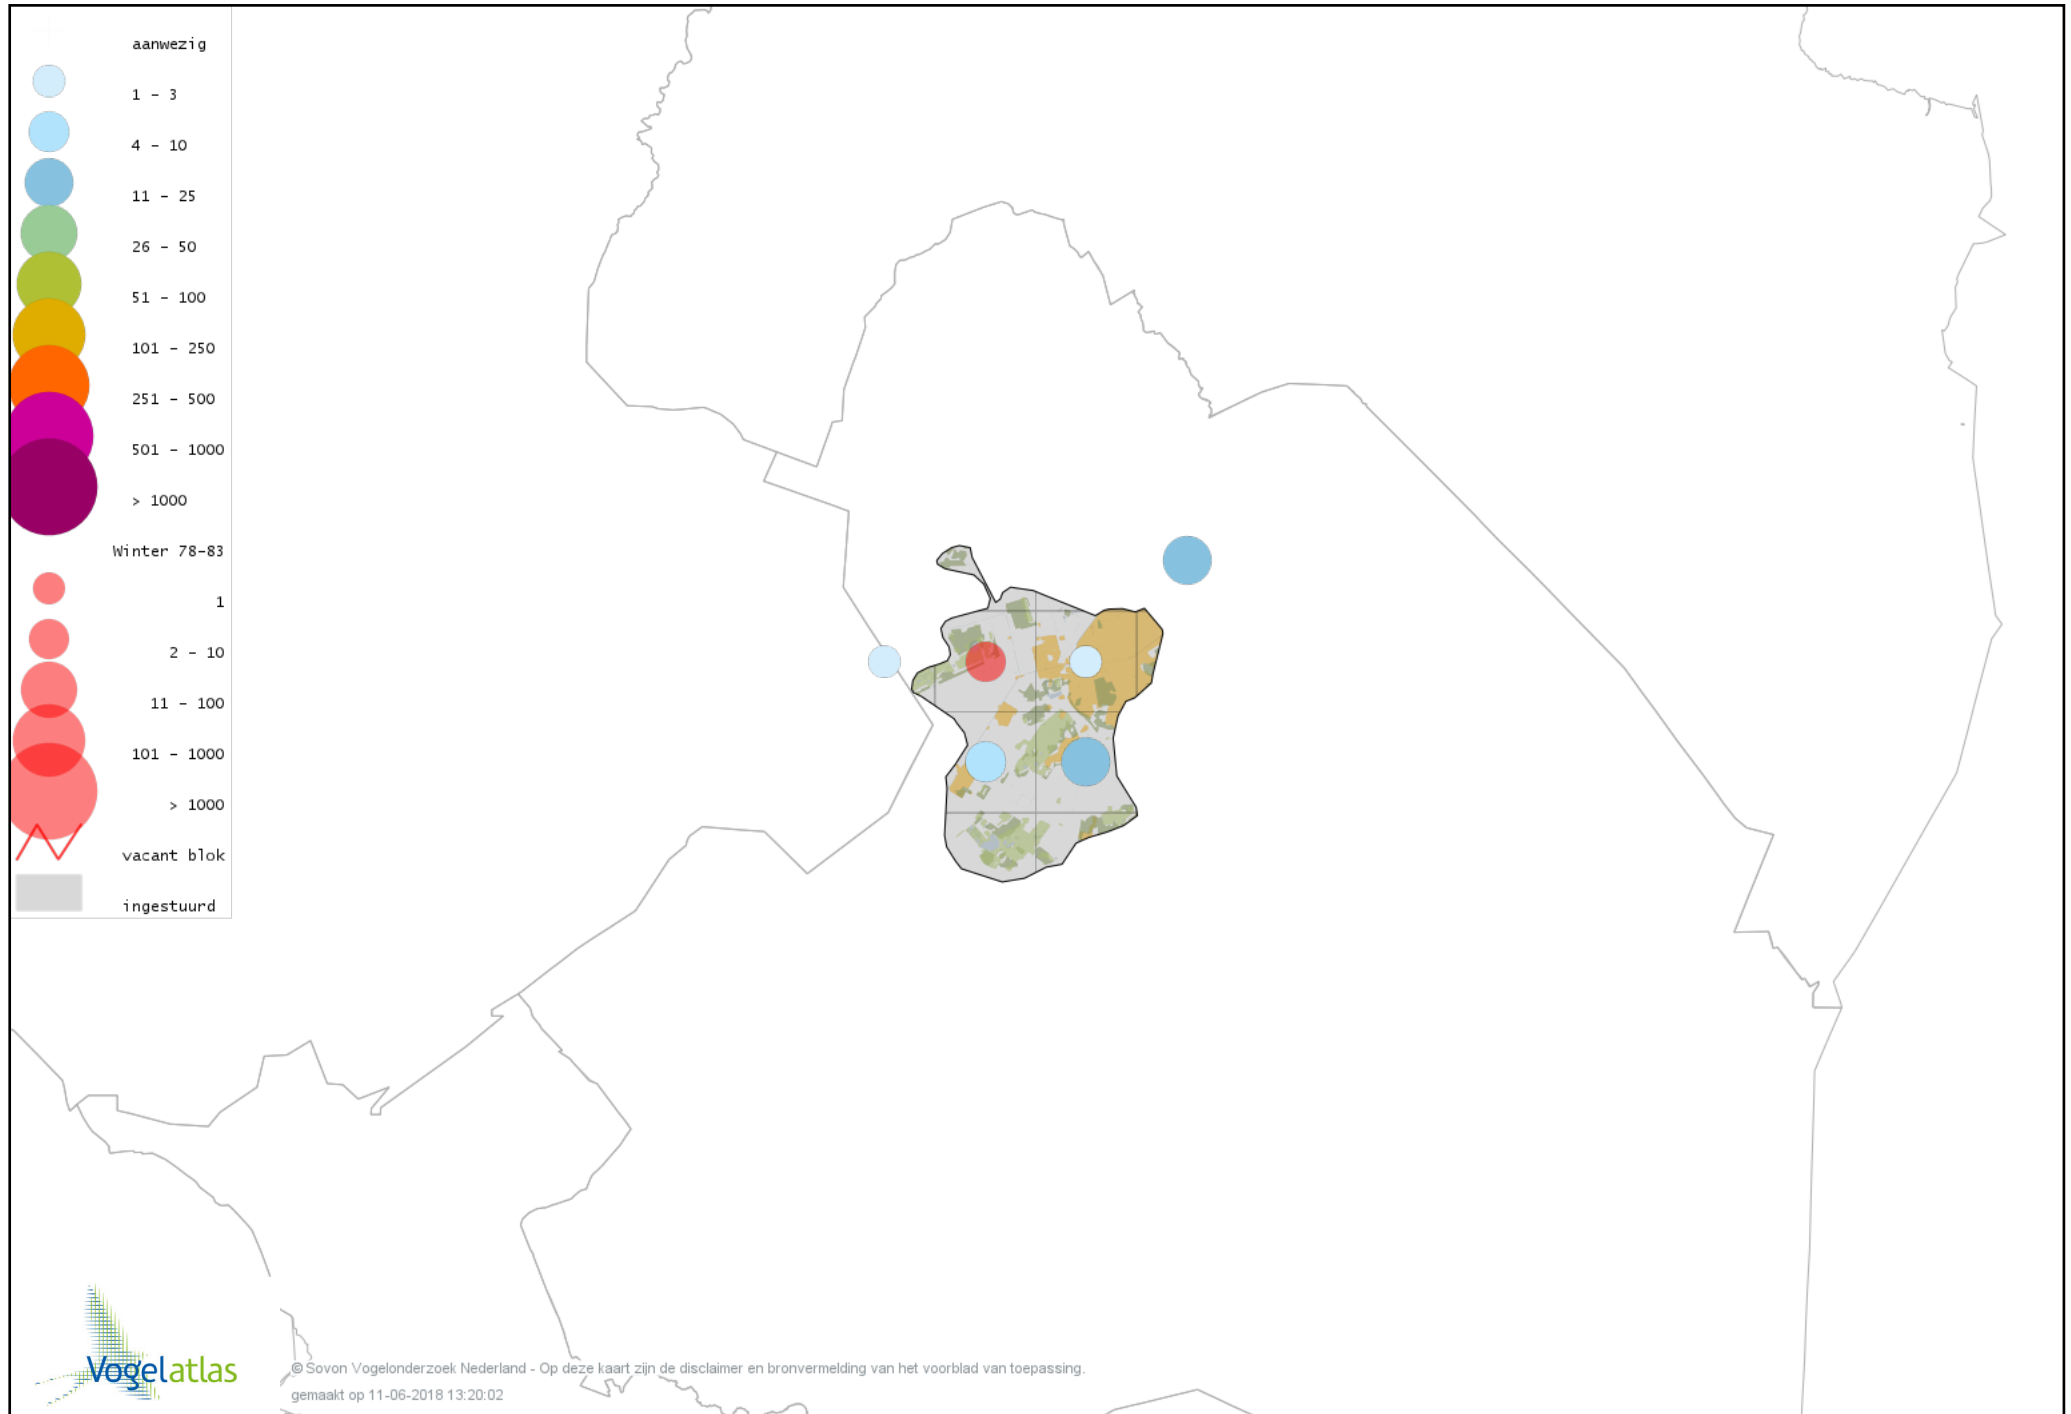 aanwezig
1 - 3
4 - 10
11 - 25
26 - 50
51 - 100
101 - 250
251 - 500
501 - 1000
> 1000
Winter 78-83
1
2 - 10
11 - 100
101 - 1000
> 1000
vacant blok
ingestuurd
Vogelatlas
© Sovon Vogelonderzoek Nederland - Op deze kaart zijn de disclaimer en bronvermelding van het voorblad van toepassing.
gemaakt op 11-06-2018 13:20:02